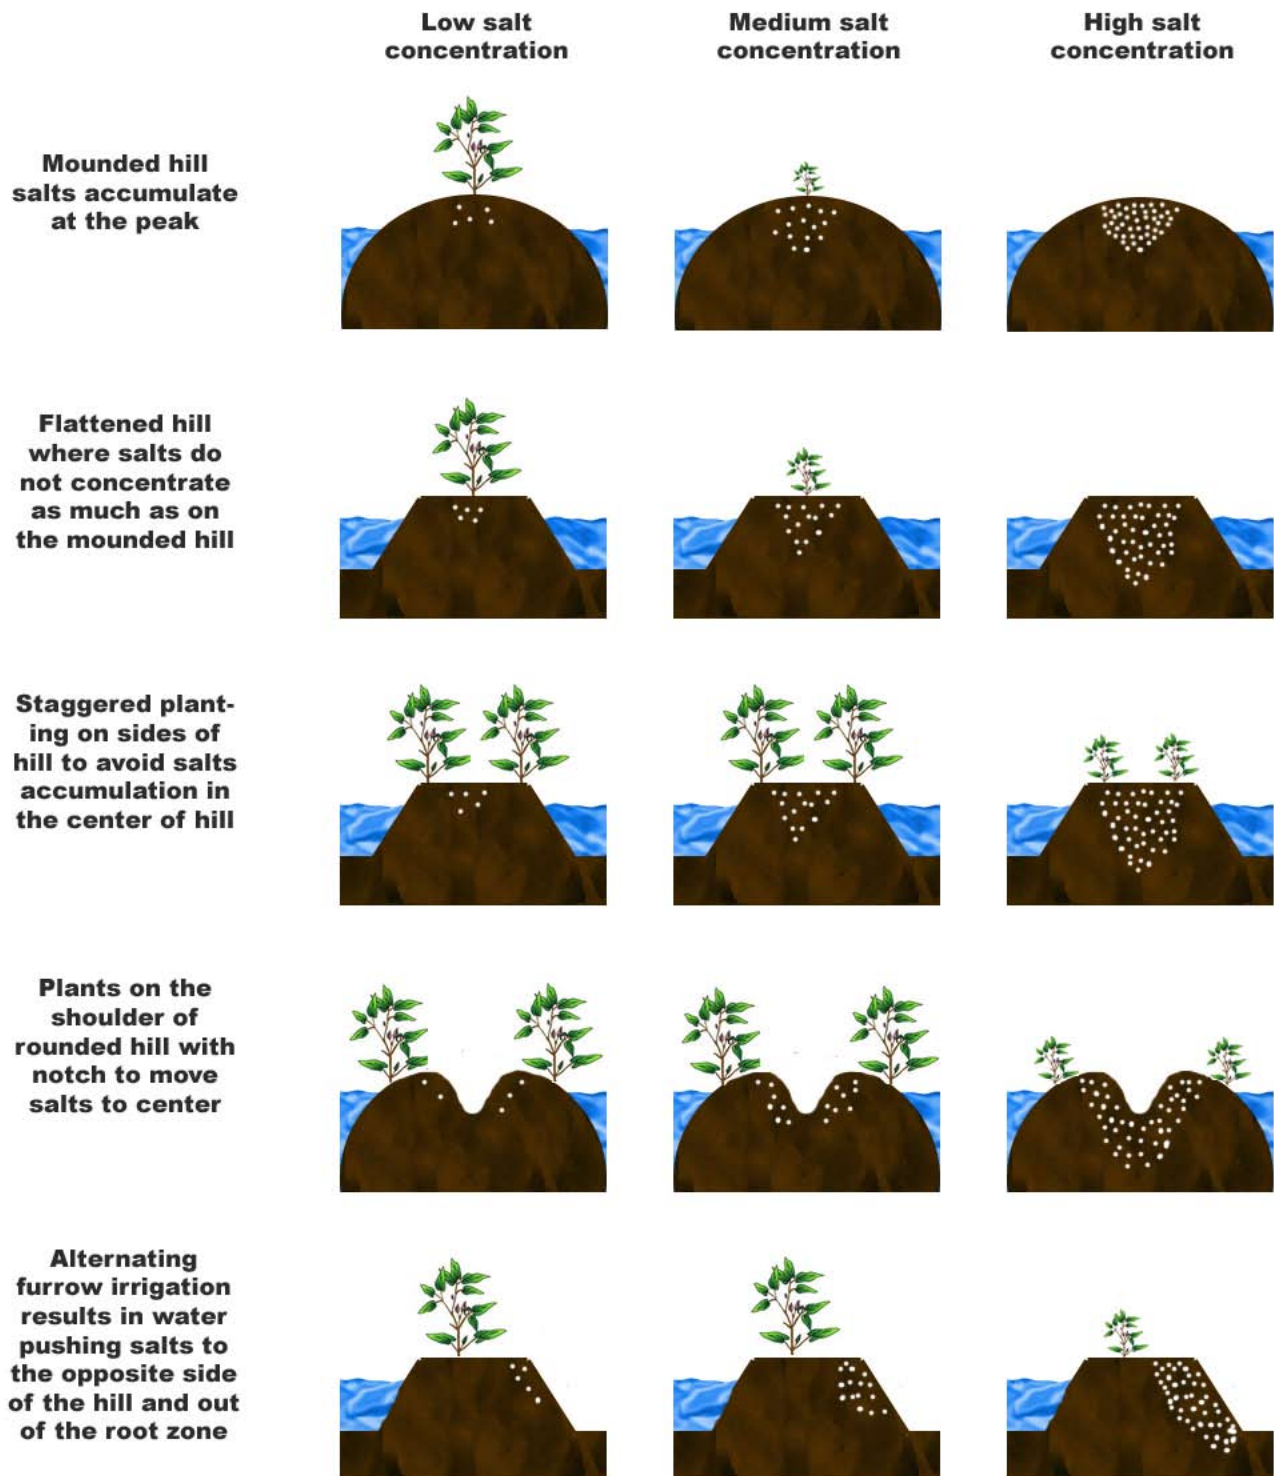 Low salt
concentration
Medium salt
concentration
High salt
concentration
Mounded hill
salts accumulate
at the peak
Flattened hill
where salts do
not concentrate
as much as on
the mounded hill
Staggered plant-
ing on sides of
hill to avoid salts
accumulation in
the center of hill
Plants on the
shoulder of
rounded hill with
notch to move
salts to center
Alternating
furrow irrigation
results in water
pushing salts to
the opposite side
of the hill and out
of the root zone